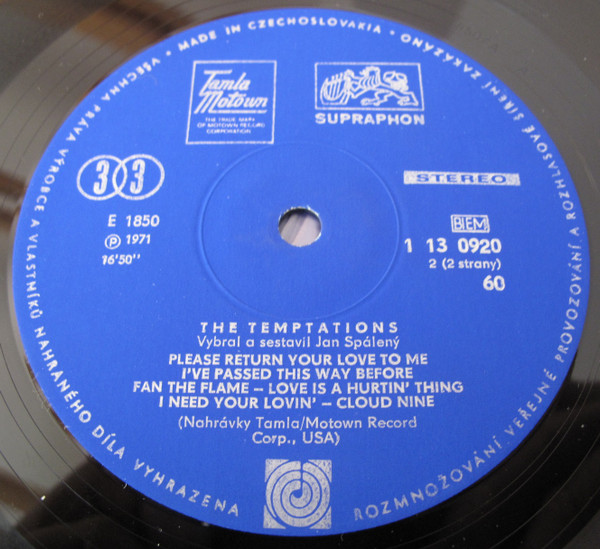 VŠECHNA PRÁVA VÝROBCE A VLASTNÍKŮ NAHRANÉHO DÍLA VYHRAZENA
ROZMNOŽOVÁNÍ VEŘEJNÉ PROVOZOVÁNÍ A ROZHLASOVÉ ŠÍŘENÍ ZAKÁZÁNO • MADE IN CZECHOSLOVAKIA •
Tamla
Motown
THE TRADE MARK
OF MOTOWN RECORD
CORPORATION
SUPRAPHON
33
STEREO
E 1850
Ⓟ 1971
16'50''
BIEM
1 13 0920
2 (2 strany)
60
THE TEMPTATIONS
Vybral a sestavil Jan Spálený
PLEASE RETURN YOUR LOVE TO ME
I'VE PASSED THIS WAY BEFORE
FAN THE FLAME – LOVE IS A HURTIN' THING
I NEED YOUR LOVIN' – CLOUD NINE
(Nahrávky Tamla/Motown Record
Corp., USA)